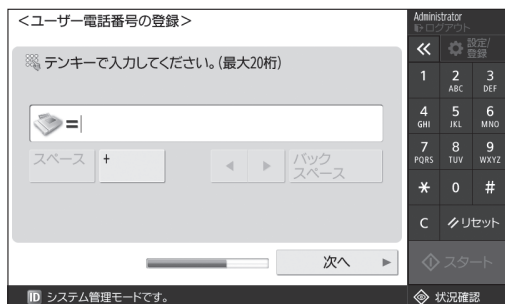 <ユーザー電話番号の登録>
テンキーで入力してください。(最大20桁)
=
スペース
+
バックスペース
次へ
ID システム管理モードです。
Administrator
ログアウト
設定/登録
1
2 ABC
3 DEF
4 GHI
5 JKL
6 MNO
7 PQRS
8 TUV
9 WXYZ
*
0
#
C
リセット
スタート
状況確認